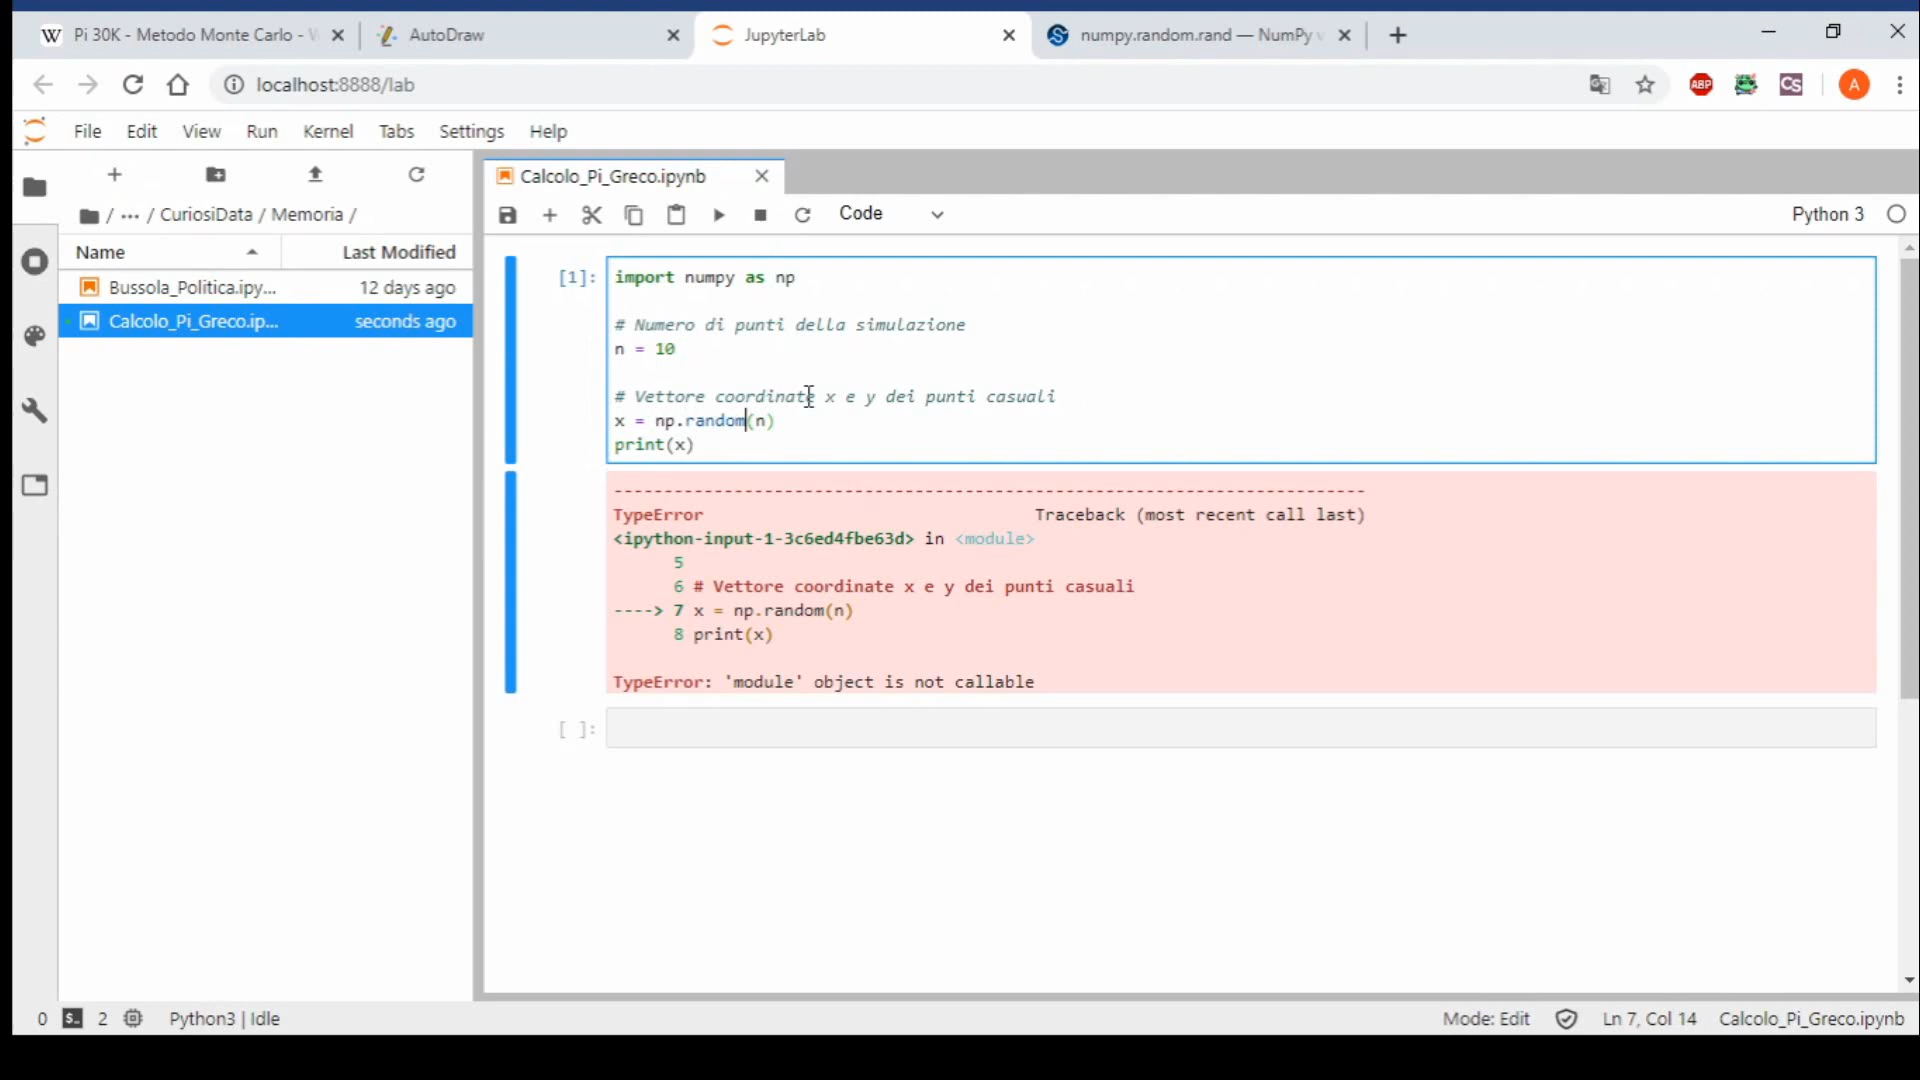 Pi 30K - Metodo Monte Carlo -
AutoDraw
JupyterLab
numpy.random.rand — NumPy v
localhost:8888/lab
ABP
CS
A
File Edit View Run Kernel Tabs Settings Help
Calcolo_Pi_Greco.ipynb
/ ··· / CuriosiData / Memoria /
Code
Python 3
Name Last Modified
Bussola_Politica.ipy... 12 days ago
Calcolo_Pi_Greco.ip... seconds ago
[1]:
import numpy as np
# Numero di punti della simulazione
n = 10
# Vettore coordinate x e y dei punti casuali
x = np.random(n)
print(x)
---------------------------------------------------------------------------
TypeError Traceback (most recent call last)
<ipython-input-1-3c6ed4fbe63d> in <module>
5
6 # Vettore coordinate x e y dei punti casuali
----> 7 x = np.random(n)
8 print(x)
TypeError: 'module' object is not callable
[ ]:
0 $_ 2 Python3 | Idle Mode: Edit Ln 7, Col 14 Calcolo_Pi_Greco.ipynb